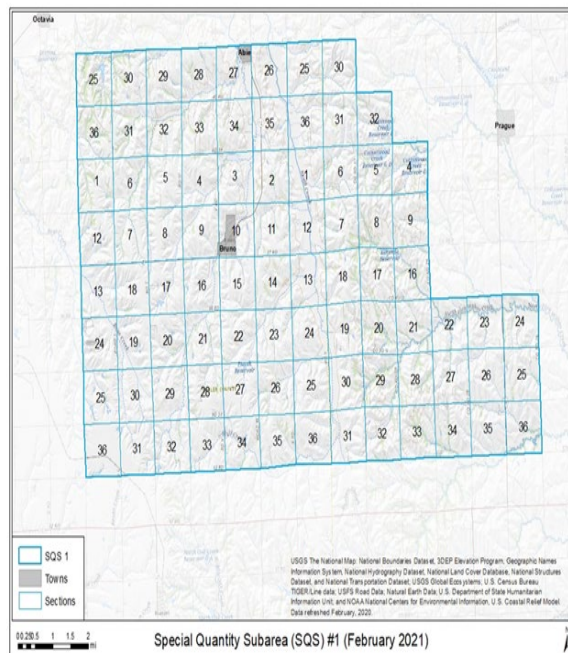 Octavia
Abie
25 30 29 28 27 26 25 30
Prague
36 31 32 33 34 35 36 31 32
1 6 5 4 3 2 1 6 5 4
12 7 8 9 10 11 12 7 8 9
Bruno
13 18 17 16 15 14 13 18 17 16
24 19 20 21 22 23 24 19 20 21 22 23 24
25 30 29 28 27 26 25 30 29 28 27 26 25
36 31 32 33 34 35 36 31 32 33 34 35 36
SQS 1
Towns
Sections
USGS The National Map: National Boundaries Dataset, 3DEP Elevation Program, Geographic Names
Information System, National Hydrography Dataset, National Land Cover Database, National Structures
Dataset, and National Transportation Dataset; USGS Global Ecosystems; U.S. Census Bureau
TIGER/Line data; USFS Road Data; Natural Earth Data; U.S. Department of State Humanitarian
Information Unit; and NOAA National Centers for Environmental Information, U.S. Coastal Relief Model.
Data refreshed February, 2020.
0 0.25 0.5 1 1.5 2
mi
Special Quantity Subarea (SQS) #1 (February 2021)
N